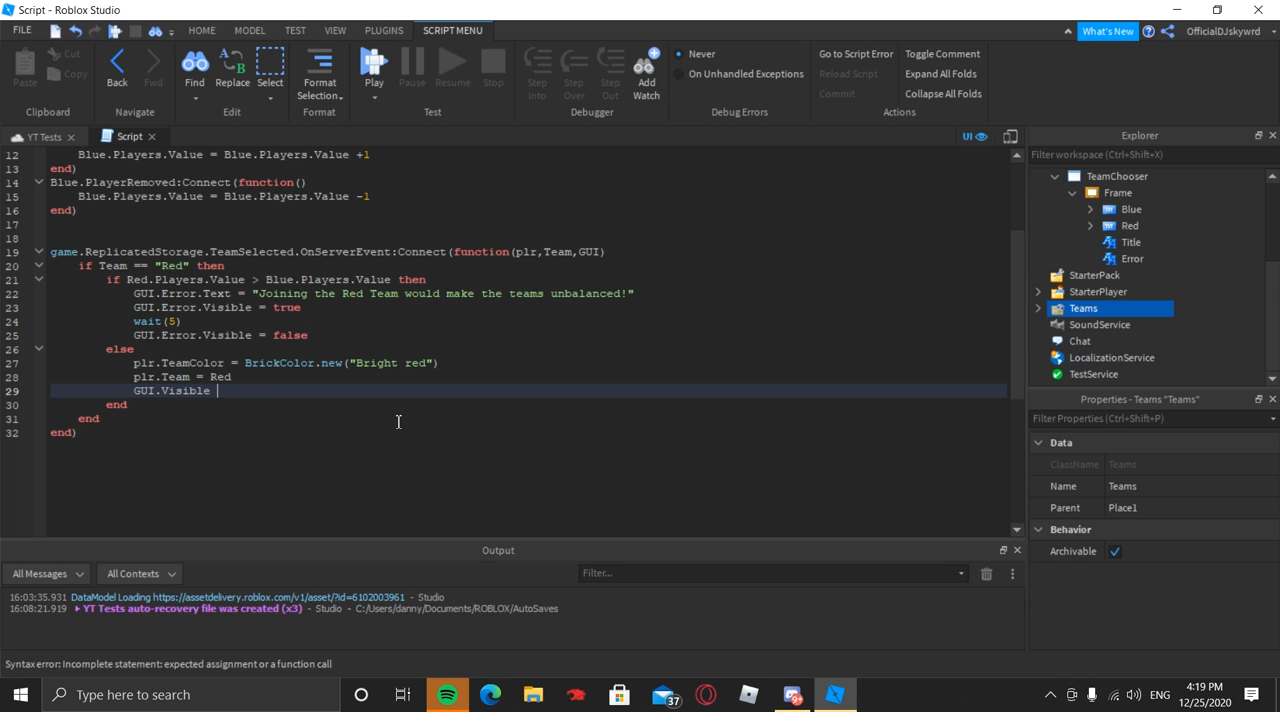 Script - Roblox Studio
FILE HOME MODEL TEST VIEW PLUGINS SCRIPT MENU What's New OfficialDJskywrd
Paste Cut Copy Back Fwd Find Replace Select Format Selection Play Pause Resume Stop Step Into Step Over Step Out Add Watch
Never
On Unhandled Exceptions
Go to Script Error Toggle Comment
Reload Script Expand All Folds
Commit Collapse All Folds
Clipboard Navigate Edit Format Test Debugger Debug Errors Actions
YT Tests Script UI
12 Blue.Players.Value = Blue.Players.Value +1
13 end)
14 Blue.PlayerRemoved:Connect(function()
15 Blue.Players.Value = Blue.Players.Value -1
16 end)
17
18
19 game.ReplicatedStorage.TeamSelected.OnServerEvent:Connect(function(plr,Team,GUI)
20 if Team == "Red" then
21 if Red.Players.Value > Blue.Players.Value then
22 GUI.Error.Text = "Joining the Red Team would make the teams unbalanced!"
23 GUI.Error.Visible = true
24 wait(5)
25 GUI.Error.Visible = false
26 else
27 plr.TeamColor = BrickColor.new("Bright red")
28 plr.Team = Red
29 GUI.Visible
30 end
31 end
32 end)
Explorer
Filter workspace (Ctrl+Shift+X)
TeamChooser
Frame
Blue
Red
Title
Error
StarterPack
StarterPlayer
Teams
SoundService
Chat
LocalizationService
TestService
Properties - Teams "Teams"
Filter Properties (Ctrl+Shift+P)
Data
ClassName Teams
Name Teams
Parent Place1
Behavior
Archivable
Output
All Messages All Contexts Filter...
16:03:35.931 DataModel Loading https://assetdelivery.roblox.com/v1/asset/?id=6102003961 - Studio
16:08:21.919 YT Tests auto-recovery file was created (x3) - Studio - C:/Users/danny/Documents/ROBLOX/AutoSaves
Syntax error: Incomplete statement: expected assignment or a function call
Type here to search
37
9+
ENG
4:19 PM
12/25/2020